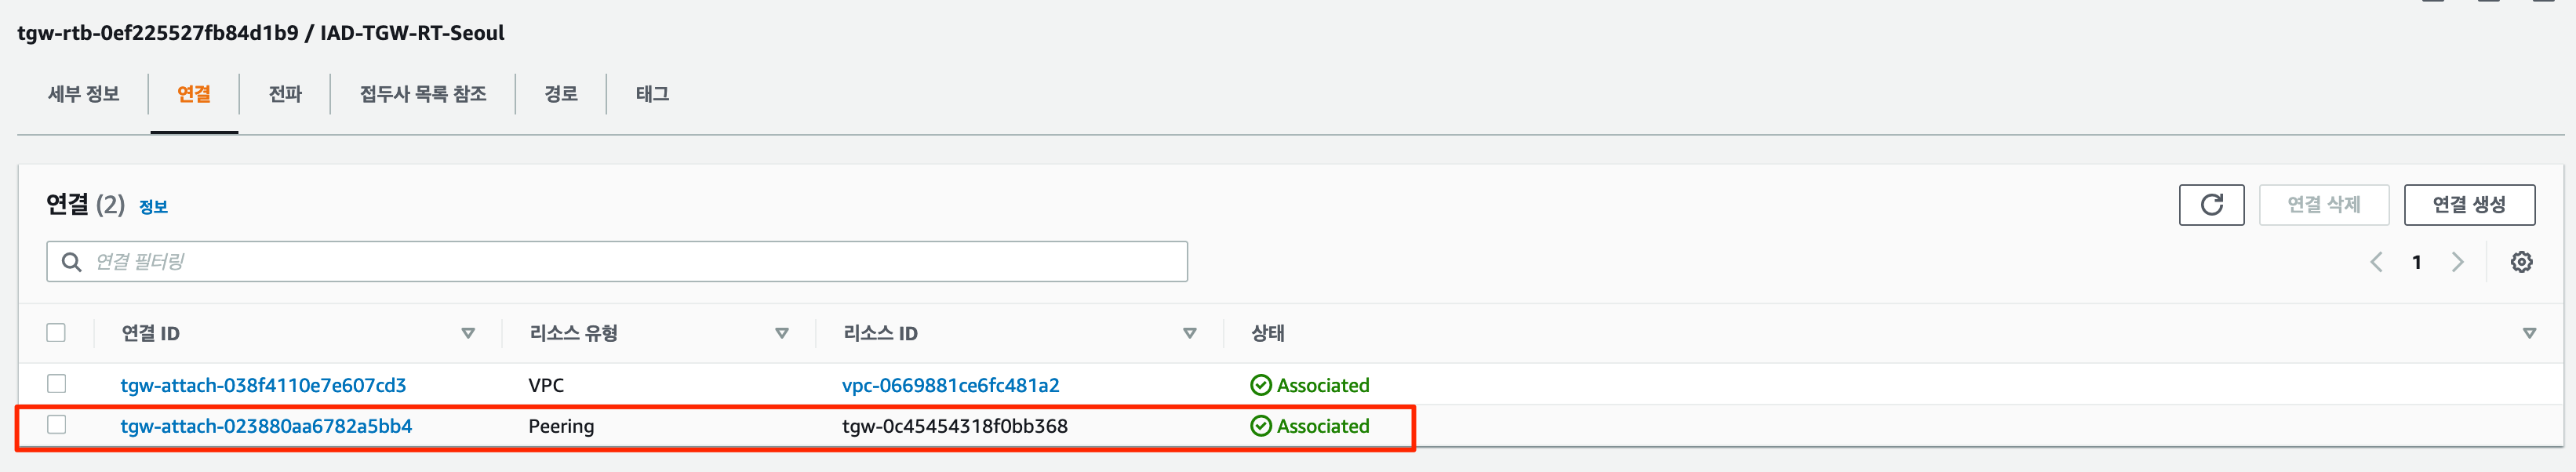 tgw-rtb-0ef225527fb84d1b9 / IAD-TGW-RT-Seoul
세부 정보 연결 전파 접두사 목록 참조 경로 태그
연결 (2) 정보 연결 삭제 연결 생성
연결 필터링 1
연결 ID 리소스 유형 리소스 ID 상태
tgw-attach-038f4110e7e607cd3 VPC vpc-0669881ce6fc481a2 Associated
tgw-attach-023880aa6782a5bb4 Peering tgw-0c45454318f0bb368 Associated